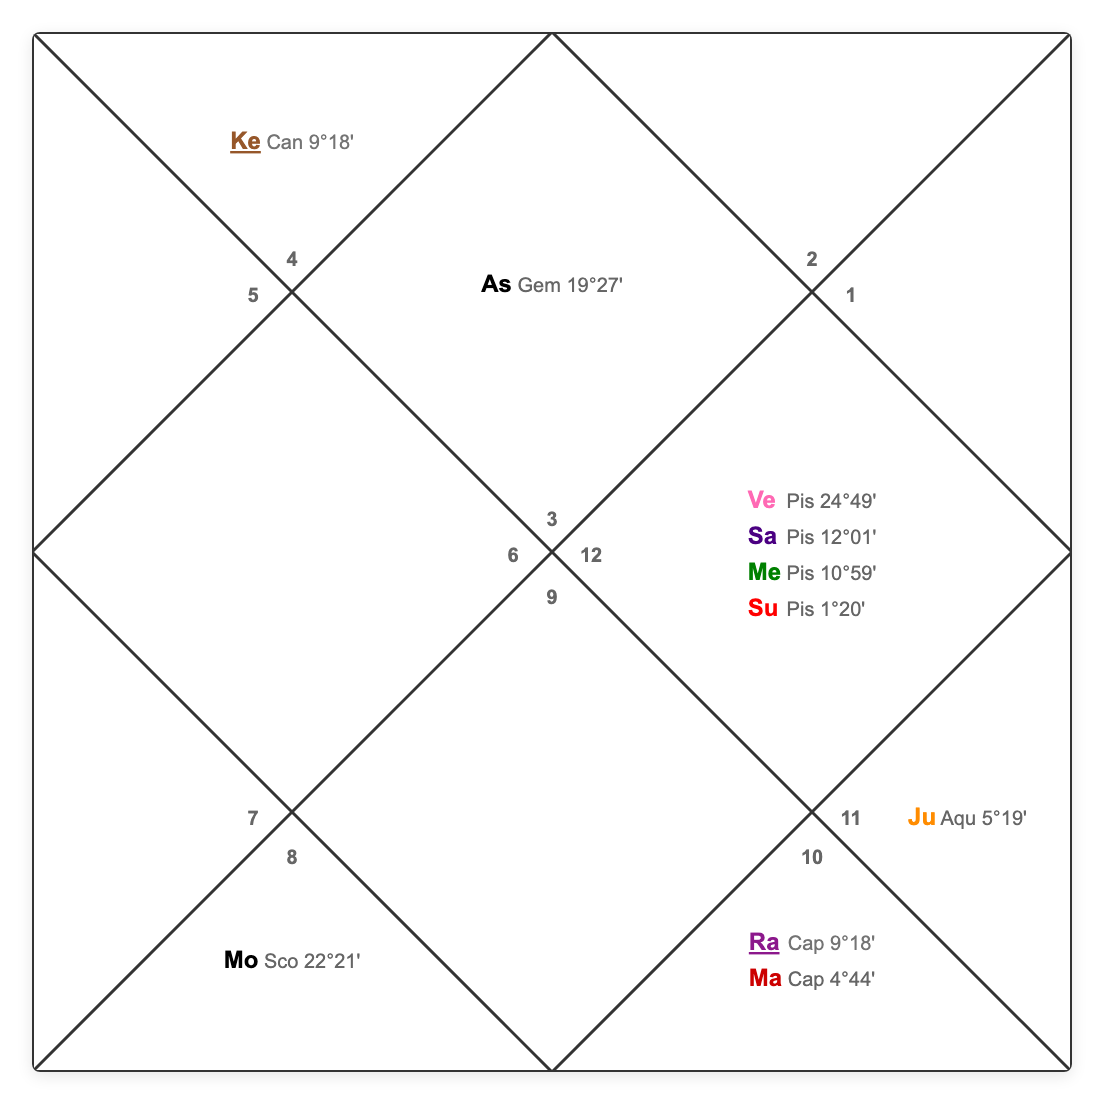 Ke Can 9°18'
4
2
5
As Gem 19°27'
1
Ve Pis 24°49'
Sa Pis 12°01'
3
6
12
Me Pis 10°59'
9
Su Pis 1°20'
7
11
Ju Aqu 5°19'
8
10
Ra Cap 9°18'
Mo Sco 22°21'
Ma Cap 4°44'